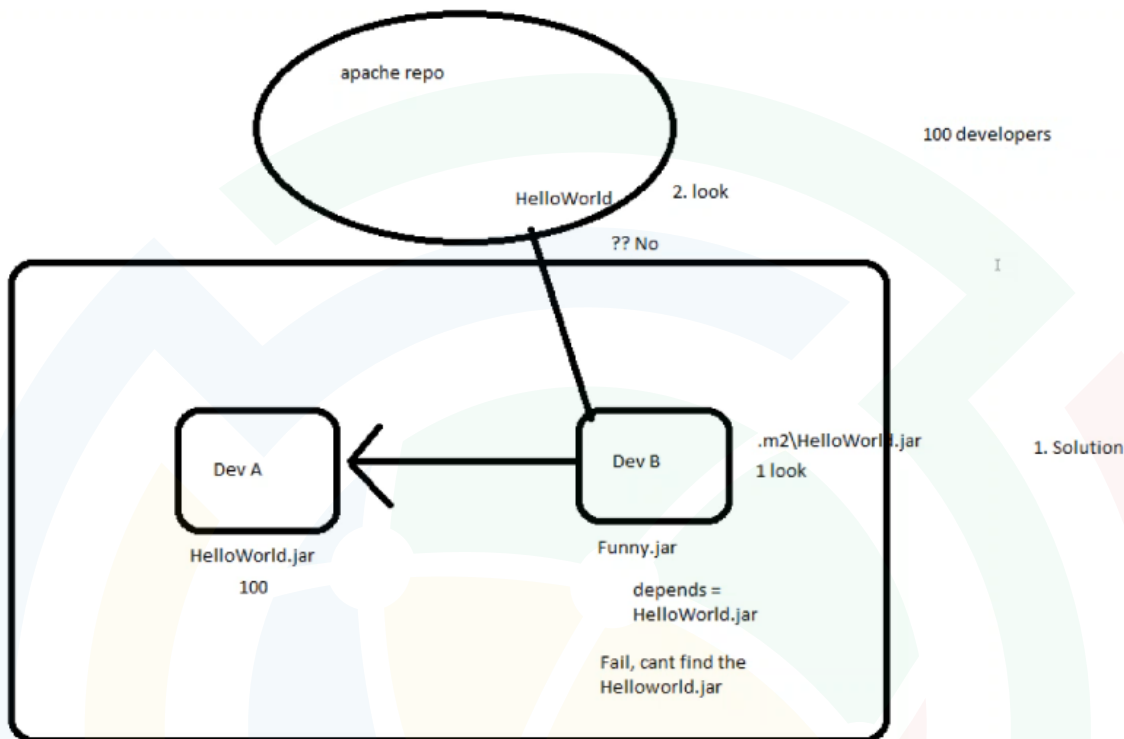 apache repo
100 developers
HelloWorld
2. look
?? No
Dev A
Dev B
.m2\HelloWorld.jar
1 look
1. Solution
HelloWorld.jar
100
Funny.jar
depends =
HelloWorld.jar
Fail, cant find the
Helloworld.jar